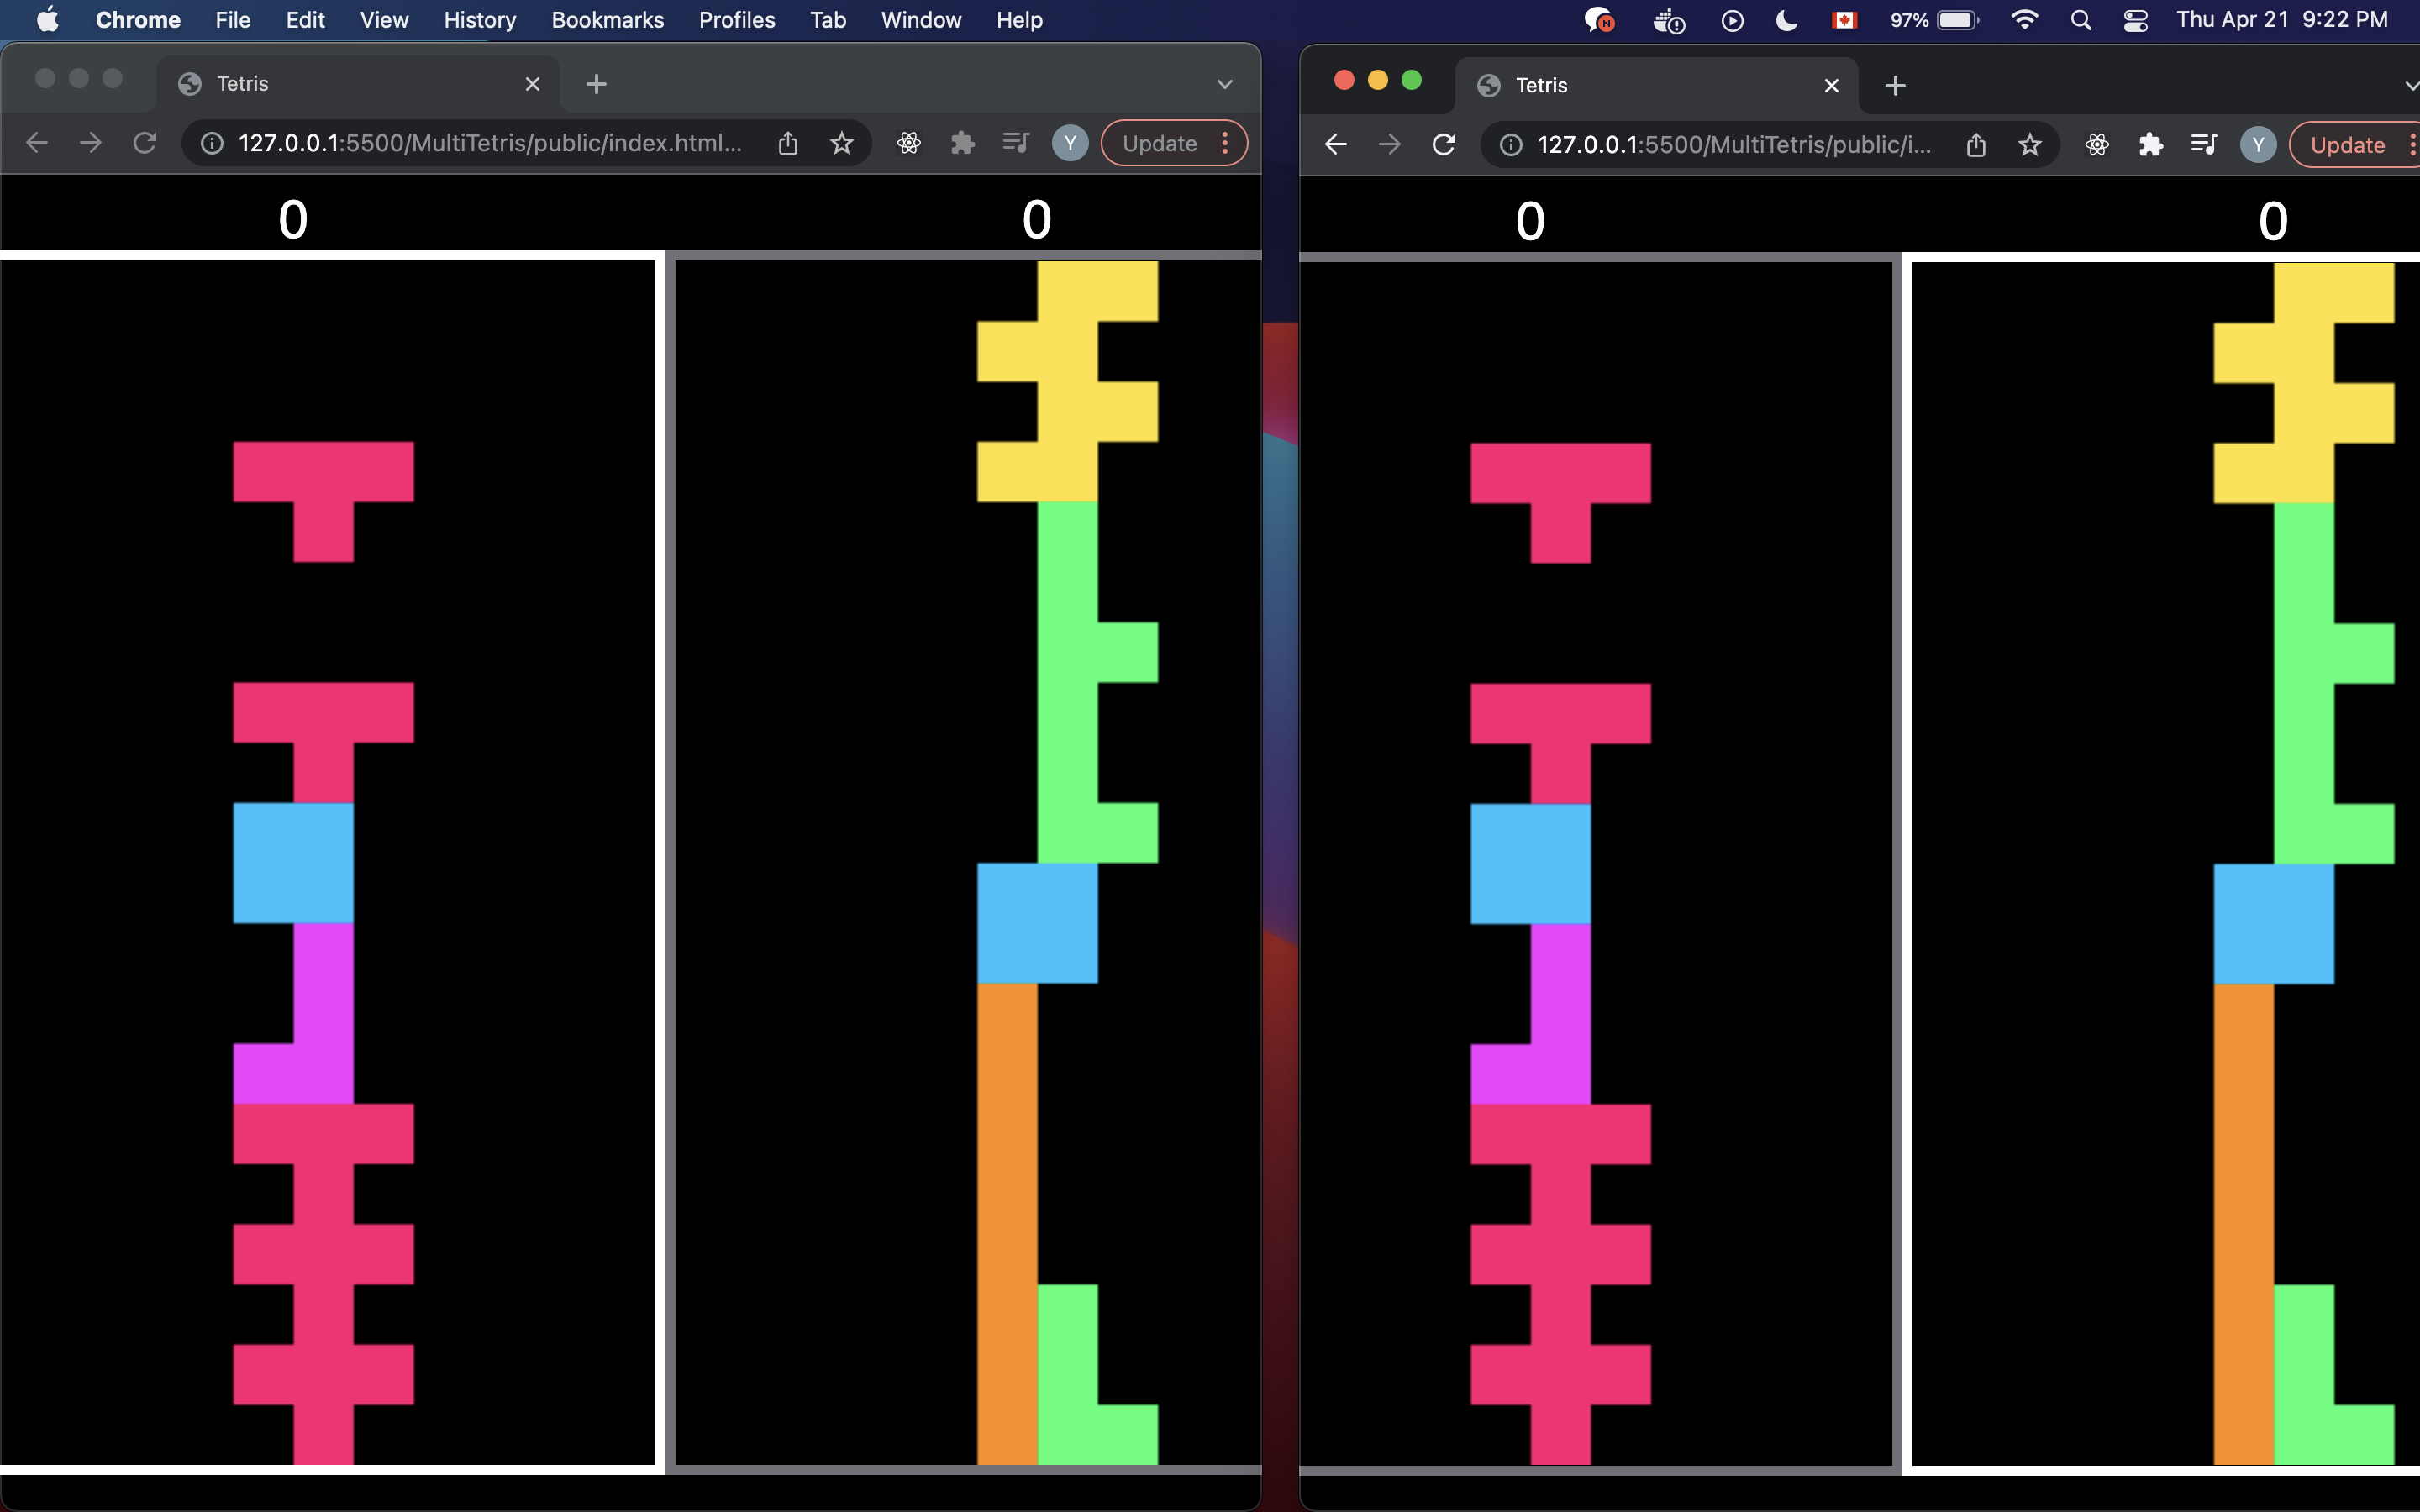 Chrome File Edit View History Bookmarks Profiles Tab Window Help N 97% Thu Apr 21 9:22 PM
Tetris
127.0.0.1:5500/MultiTetris/public/index.html... Y Update
0 0
Tetris
127.0.0.1:5500/MultiTetris/public/i... Y Update
0 0